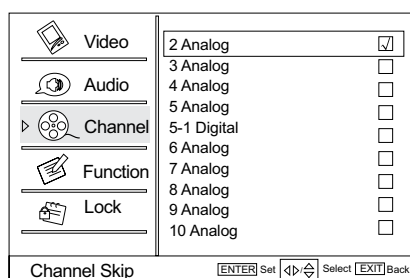 Video
Audio
Channel
Function
Lock
2 Analog
3 Analog
4 Analog
5 Analog
5-1 Digital
6 Analog
7 Analog
8 Analog
9 Analog
10 Analog
Channel Skip
ENTER Set Select EXIT Back